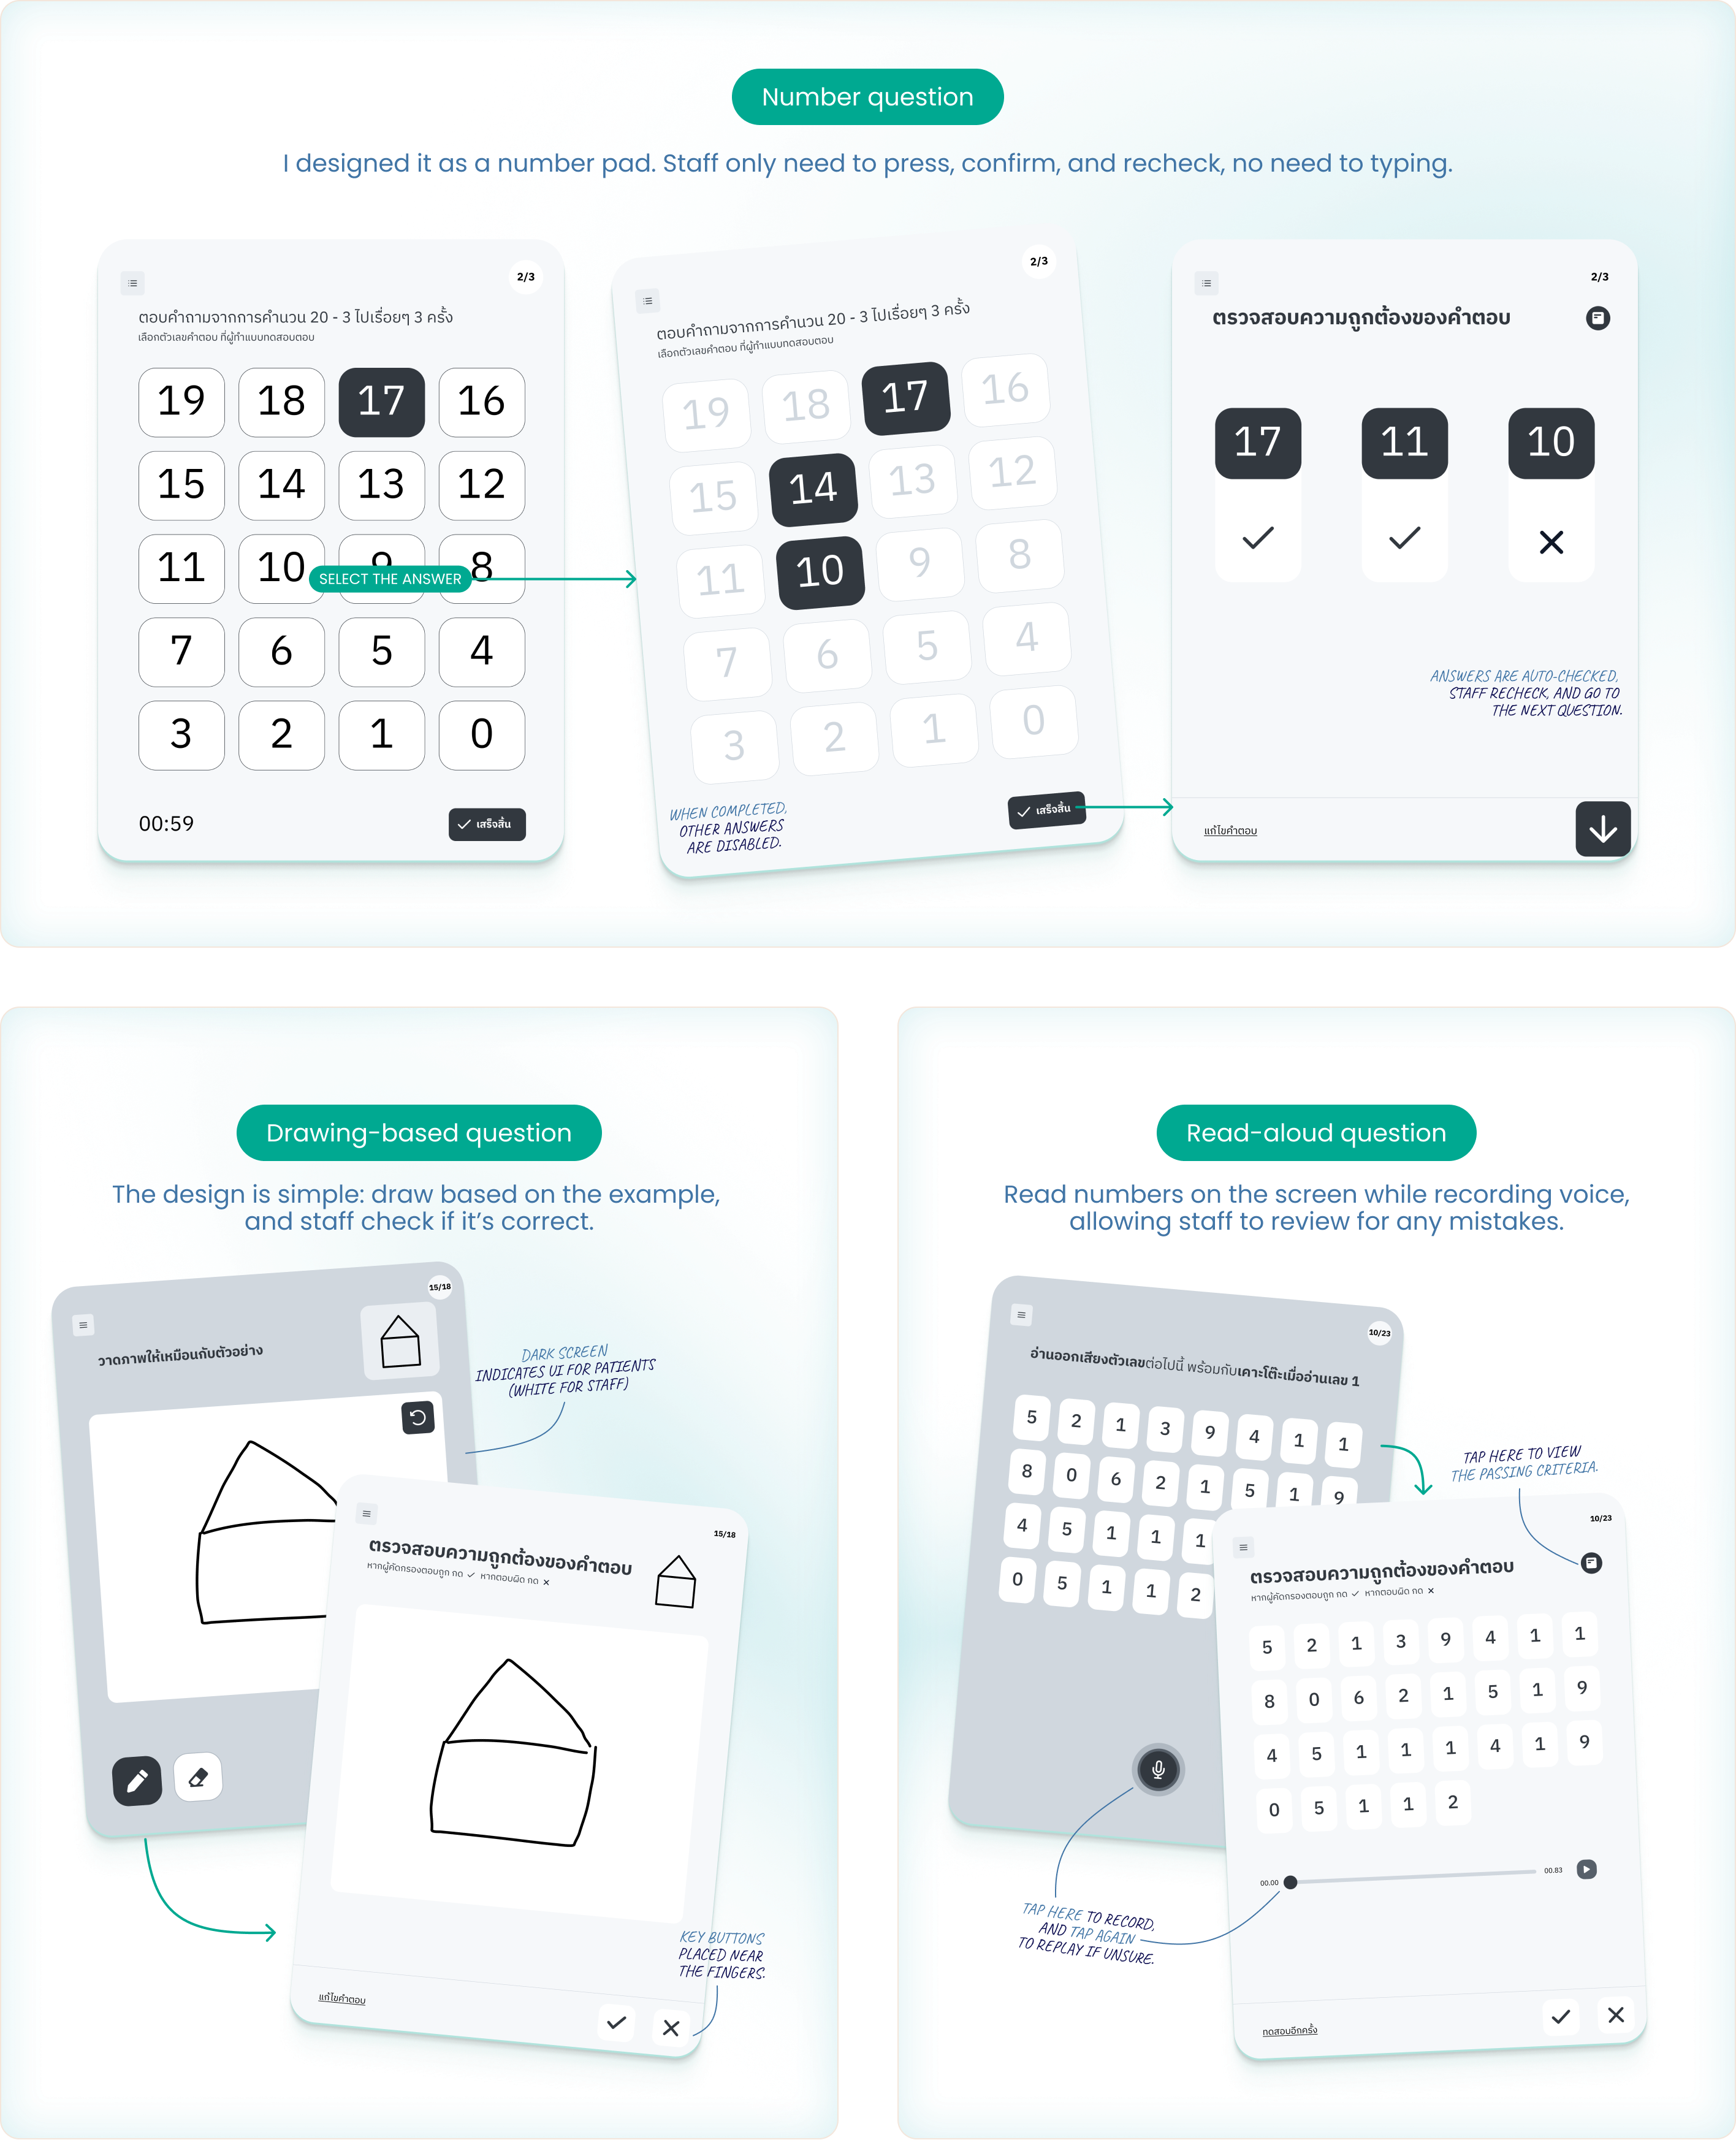 Number question
I designed it as a number pad. Staff only need to press, confirm, and recheck, no need to typing.
2/3
ตอบคำถามจากการคำนวน 20 - 3 ไปเรื่อยๆ 3 ครั้ง
เลือกตัวเลขคำตอบ ที่ผู้ทำแบบทดสอบตอบ
19 18 17 16
15 14 13 12
11 10 9 8
SELECT THE ANSWER
7 6 5 4
3 2 1 0
00:59
เสร็จสิ้น
2/3
ตอบคำถามจากการคำนวน 20 - 3 ไปเรื่อยๆ 3 ครั้ง
เลือกตัวเลขคำตอบ ที่ผู้ทำแบบทดสอบตอบ
19 18 17 16
15 14 13 12
11 10 9 8
7 6 5 4
3 2 1 0
WHEN COMPLETED,
OTHER ANSWERS
ARE DISABLED.
เสร็จสิ้น
2/3
ตรวจสอบความถูกต้องของคำตอบ
17 11 10
ANSWERS ARE AUTO-CHECKED,
STAFF RECHECK, AND GO TO
THE NEXT QUESTION.
แก้ไขคำตอบ
Drawing-based question
The design is simple: draw based on the example,
and staff check if it's correct.
15/18
วาดภาพให้เหมือนกับตัวอย่าง
DARK SCREEN
INDICATES UI FOR PATIENTS
(WHITE FOR STAFF)
15/18
ตรวจสอบความถูกต้องของคำตอบ
หากผู้คัดกรองตอบถูก กด ✓ หากตอบผิด กด ×
KEY BUTTONS
PLACED NEAR
THE FINGERS.
แก้ไขคำตอบ
Read-aloud question
Read numbers on the screen while recording voice,
allowing staff to review for any mistakes.
10/23
อ่านออกเสียงตัวเลขต่อไปนี้ พร้อมกับเคาะโต๊ะเมื่ออ่านเลข 1
5 2 1 3 9 4 1 1
8 0 6 2 1 5 1 9
4 5 1 1 1
0 5 1 1 2
TAP HERE TO VIEW
THE PASSING CRITERIA.
10/23
ตรวจสอบความถูกต้องของคำตอบ
หากผู้คัดกรองตอบถูก กด ✓ หากตอบผิด กด ×
5 2 1 3 9 4 1 1
8 0 6 2 1 5 1 9
4 5 1 1 1 4 1 9
0 5 1 1 2
00.00
00.83
TAP HERE TO RECORD,
AND TAP AGAIN
TO REPLAY IF UNSURE.
ทดสอบอีกครั้ง